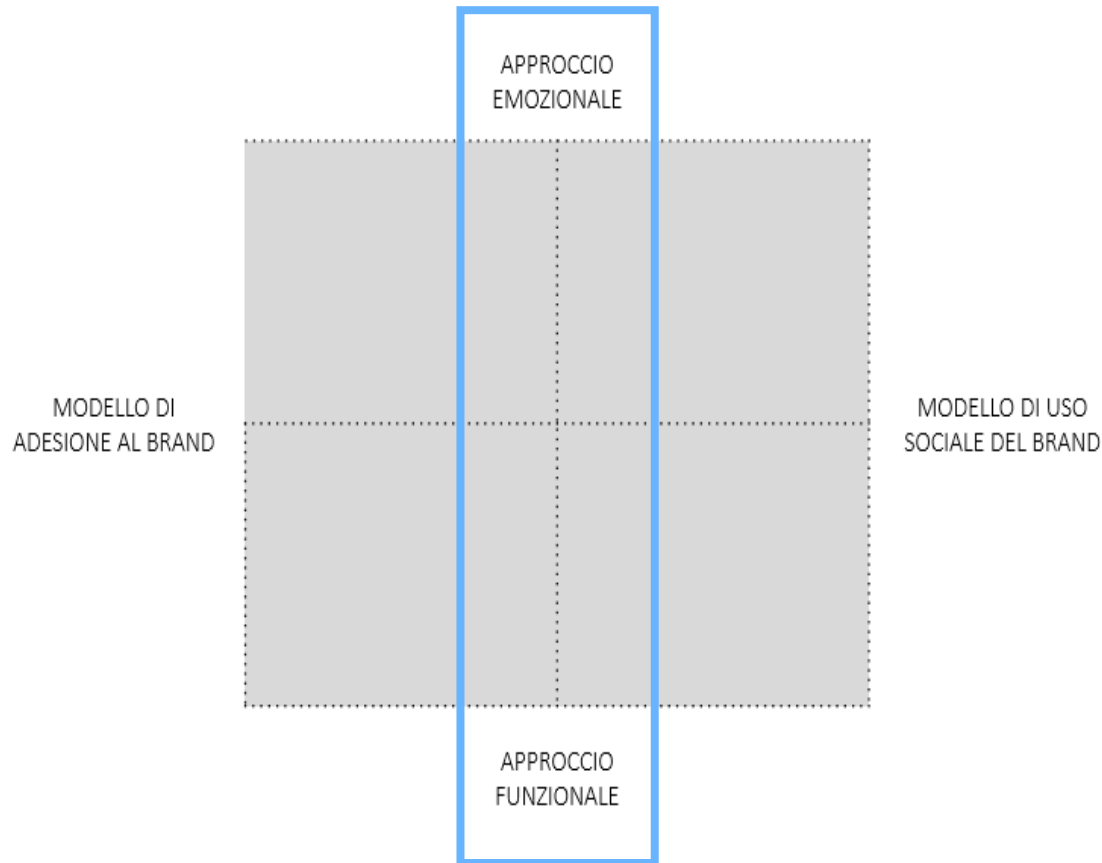 APPROCCIO
EMOZIONALE
MODELLO DI
ADESIONE AL BRAND
MODELLO DI USO
SOCIALE DEL BRAND
APPROCCIO
FUNZIONALE